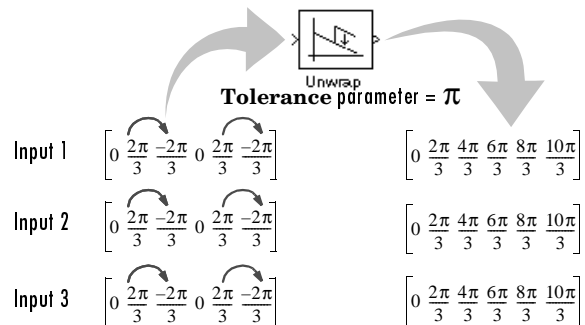 Unwrap
Tolerance parameter = π
Input 1 [0 2π/3 −2π/3 0 2π/3 −2π/3] [0 2π/3 4π/3 6π/3 8π/3 10π/3]
Input 2 [0 2π/3 −2π/3 0 2π/3 −2π/3] [0 2π/3 4π/3 6π/3 8π/3 10π/3]
Input 3 [0 2π/3 −2π/3 0 2π/3 −2π/3] [0 2π/3 4π/3 6π/3 8π/3 10π/3]